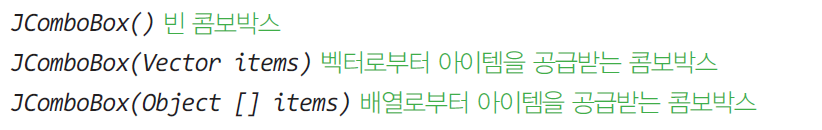 JComboBox() 빈 콤보박스
JComboBox(Vector items) 벡터로부터 아이템을 공급받는 콤보박스
JComboBox(Object [] items) 배열로부터 아이템을 공급받는 콤보박스